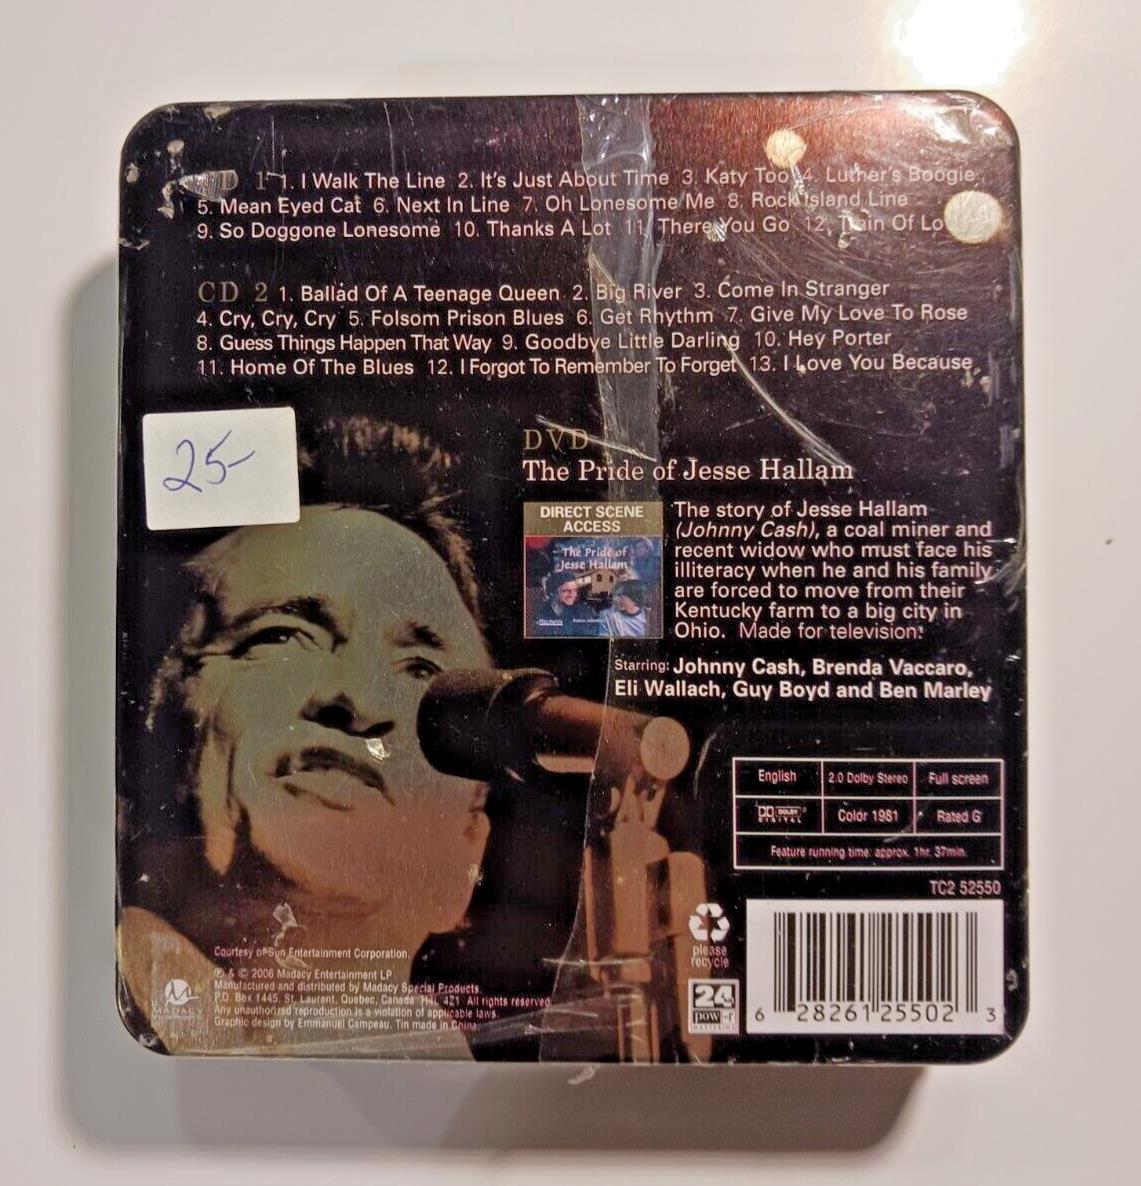 CD 1 1. I Walk The Line 2. It's Just About Time 3. Katy Too 4. Luther's Boogie
5. Mean Eyed Cat 6. Next In Line 7. Oh Lonesome Me 8. Rock Island Line
9. So Doggone Lonesome 10. Thanks A Lot 11. There You Go 12. Train Of Lo
CD 2 1. Ballad Of A Teenage Queen 2. Big River 3. Come In Stranger
4. Cry, Cry, Cry 5. Folsom Prison Blues 6. Get Rhythm 7. Give My Love To Rose
8. Guess Things Happen That Way 9. Goodbye Little Darling 10. Hey Porter
11. Home Of The Blues 12. I Forgot To Remember To Forget 13. I Love You Because
25-
DVD
The Pride of Jesse Hallam
DIRECT SCENE
ACCESS
The Pride of
Jesse Hallam
The story of Jesse Hallam
(Johnny Cash), a coal miner and
recent widow who must face his
illiteracy when he and his family
are forced to move from their
Kentucky farm to a big city in
Ohio. Made for television.
Starring: Johnny Cash, Brenda Vaccaro,
Eli Wallach, Guy Boyd and Ben Marley
English 2.0 Dolby Stereo Full screen
DOLBY DIGITAL Color 1981 Rated G
Feature running time: approx. 1hr. 37min.
TC2 52550
please
recycle
24
pow-r
MASTERING
6 28261 25502 3
Courtesy of Sun Entertainment Corporation.
℗ & © 2006 Madacy Entertainment LP
Manufactured and distributed by Madacy Special Products.
P.O. Box 1445, St. Laurent, Quebec, Canada H4L 4Z1 All rights reserved
Any unauthorized reproduction is a violation of applicable laws.
Graphic design by Emmanuel Campeau. Tin made in China.
MADACY